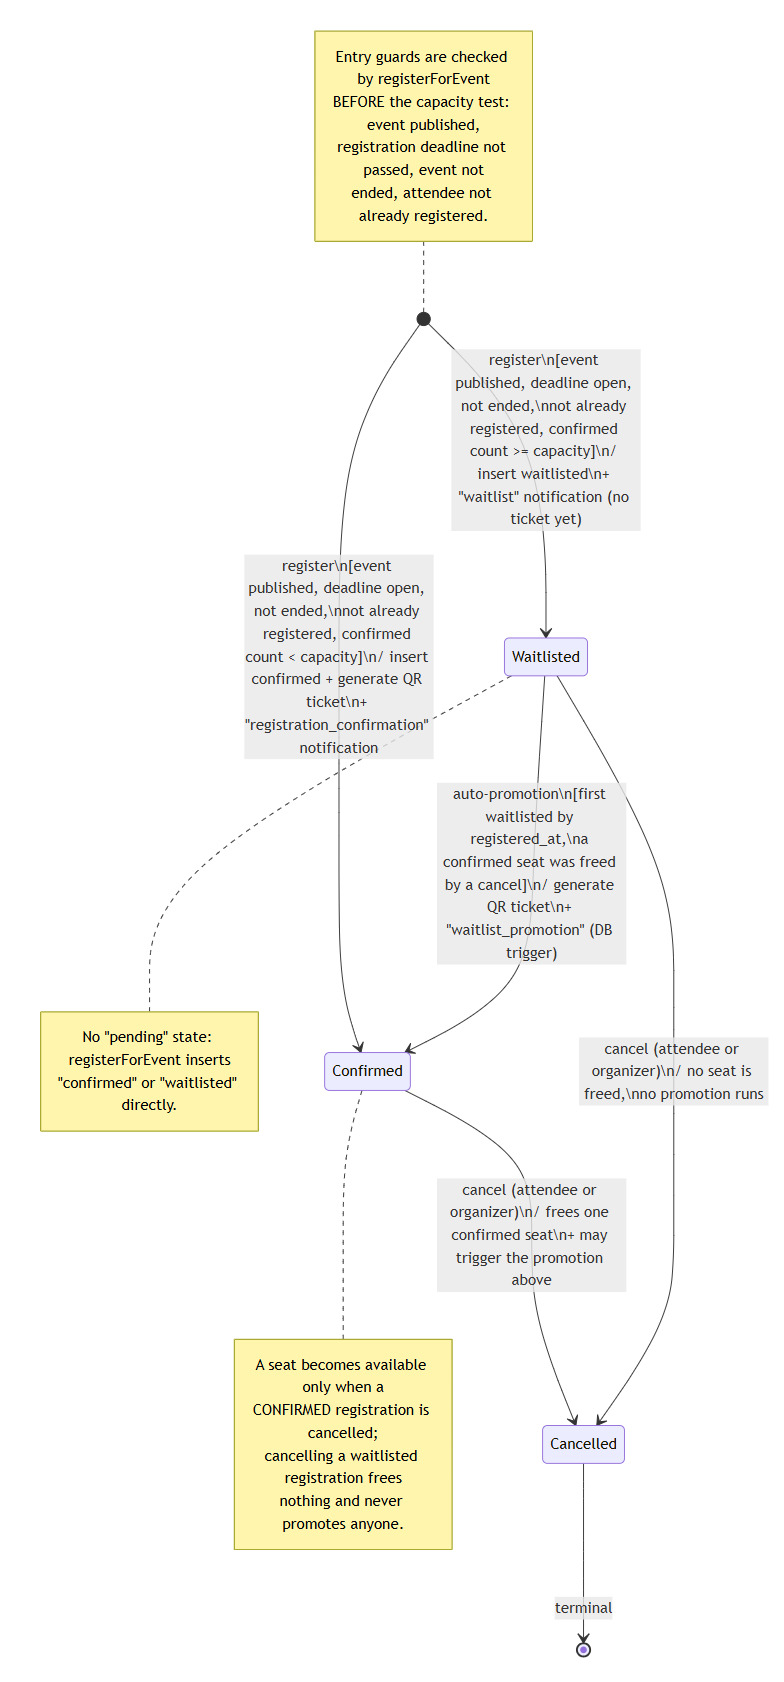 Entry guards are checked
by registerForEvent
BEFORE the capacity test:
event published,
registration deadline not
passed, event not
ended, attendee not
already registered.
register\n[event
published, deadline open,
not ended,\nnot already
registered, confirmed
count >= capacity]\n/
insert waitlisted\n+
"waitlist" notification (no
ticket yet)
register\n[event
published, deadline open,
not ended,\nnot already
registered, confirmed
count < capacity]\n/ insert
confirmed + generate QR
ticket\n+
"registration_confirmation"
notification
Waitlisted
auto-promotion\n[first
waitlisted by
registered_at,\na
confirmed seat was freed
by a cancel]\n/ generate
QR ticket\n+
"waitlist_promotion" (DB
trigger)
No "pending" state:
registerForEvent inserts
"confirmed" or "waitlisted"
directly.
cancel (attendee or
organizer)\n/ no seat is
freed,\nno promotion runs
Confirmed
cancel (attendee or
organizer)\n/ frees one
confirmed seat\n+ may
trigger the promotion
above
A seat becomes available
only when a
CONFIRMED registration is
cancelled;
cancelling a waitlisted
registration frees
nothing and never
promotes anyone.
Cancelled
terminal